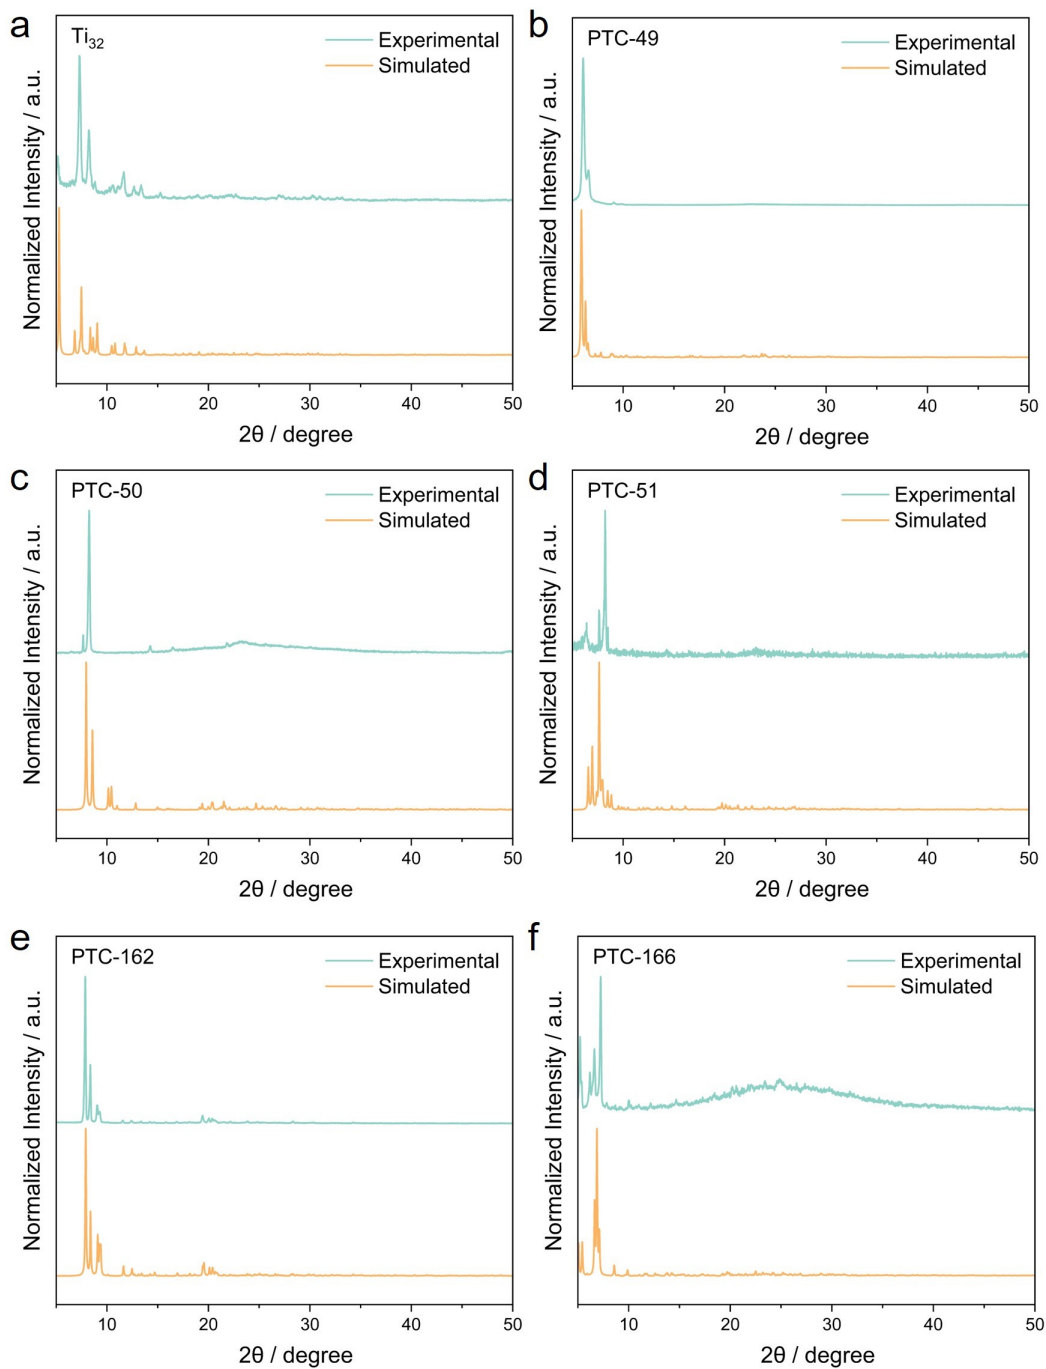 a
Ti32
Experimental
Simulated
Normalized Intensity / a.u.
10 20 30 40 50
2θ / degree
b
PTC-49
Experimental
Simulated
Normalized Intensity / a.u.
10 20 30 40 50
2θ / degree
c
PTC-50
Experimental
Simulated
Normalized Intensity / a.u.
10 20 30 40 50
2θ / degree
d
PTC-51
Experimental
Simulated
Normalized Intensity / a.u.
10 20 30 40 50
2θ / degree
e
PTC-162
Experimental
Simulated
Normalized Intensity / a.u.
10 20 30 40 50
2θ / degree
f
PTC-166
Experimental
Simulated
Normalized Intensity / a.u.
10 20 30 40 50
2θ / degree